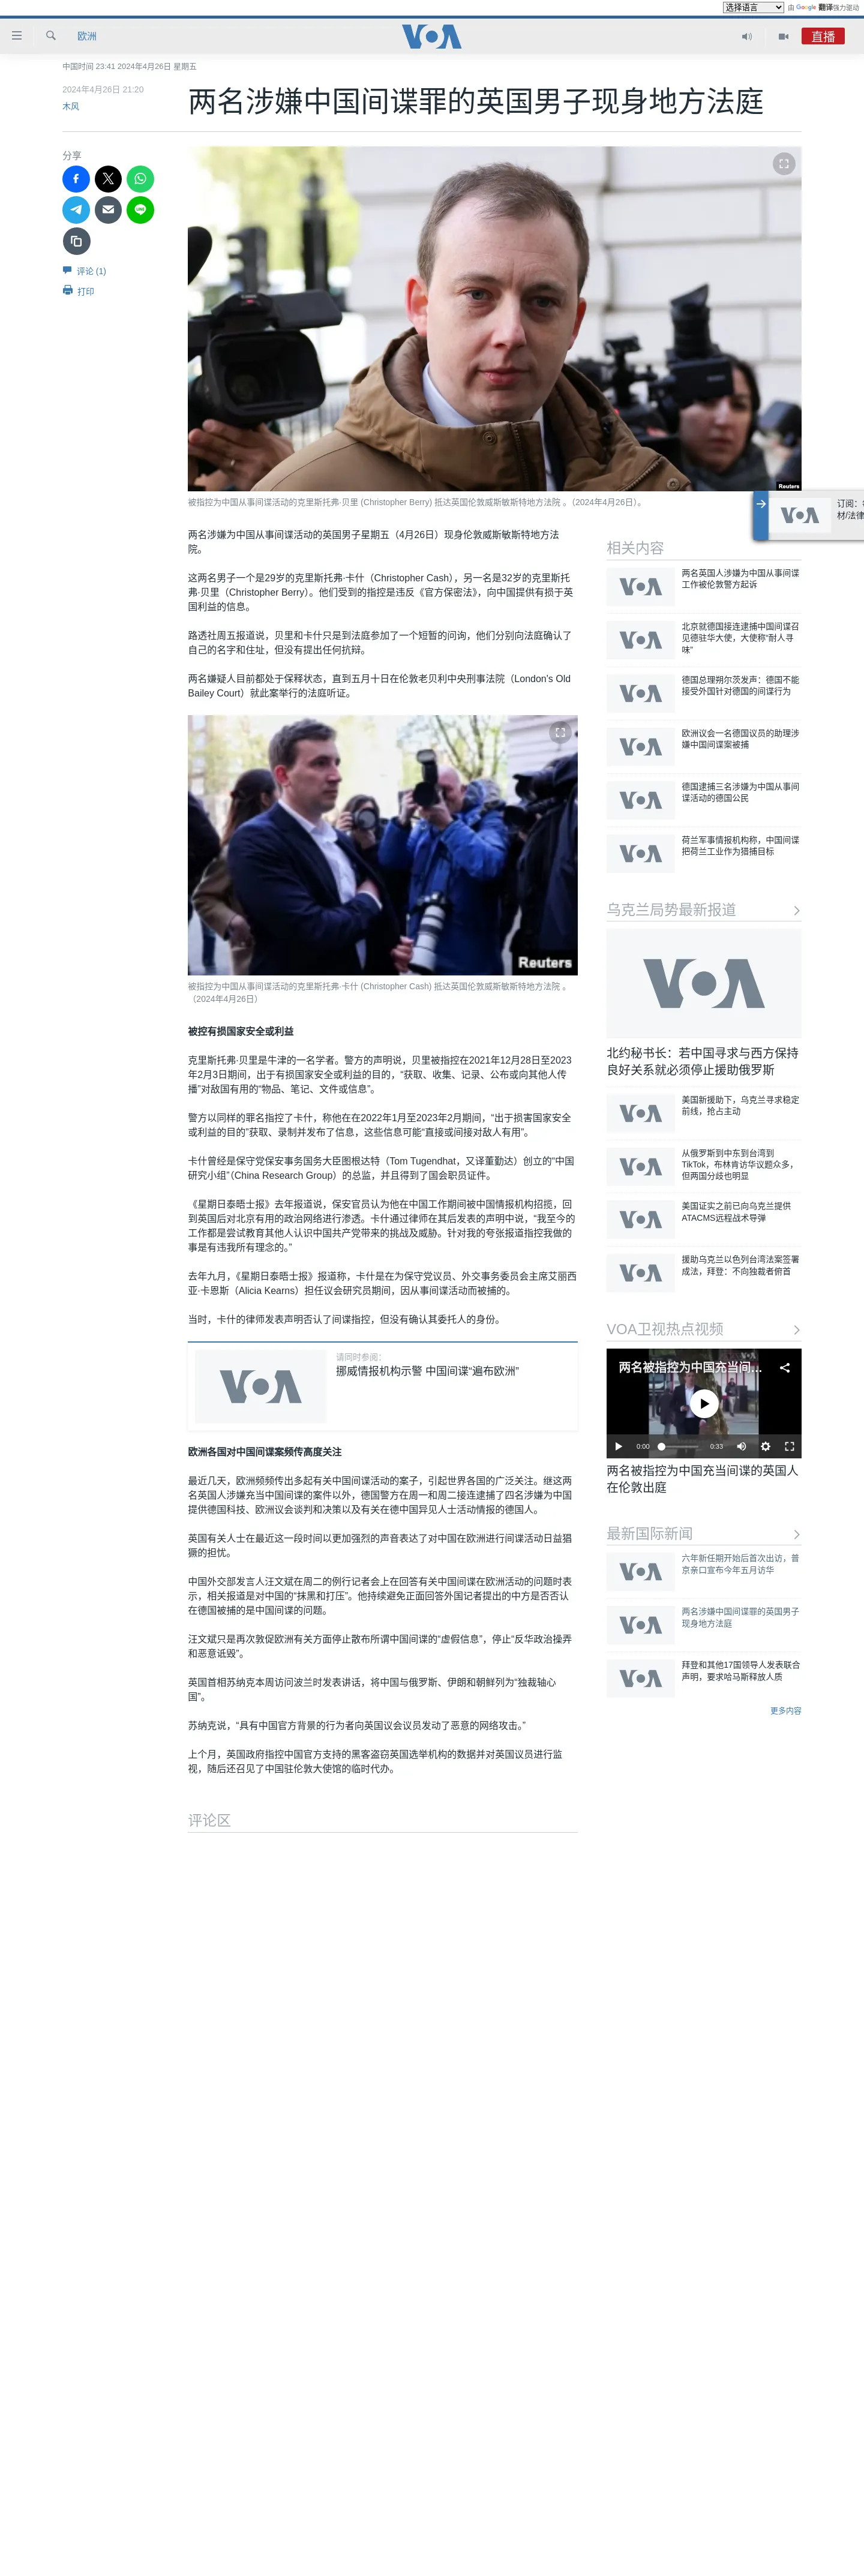 选择语言
由 Google 翻译强力驱动
欧洲
VOA
直播
中国时间 23:41 2024年4月26日 星期五
2024年4月26日 21:20
木风
两名涉嫌中国间谍罪的英国男子现身地方法庭
分享
评论 (1)
打印
Reuters
被指控为中国从事间谍活动的克里斯托弗·贝里 (Christopher Berry) 抵达英国伦敦威斯敏斯特地方法院 。（2024年4月26日）。
两名涉嫌为中国从事间谍活动的英国男子星期五（4月26日）现身伦敦威斯敏斯特地方法
院。
这两名男子一个是29岁的克里斯托弗·卡什（Christopher Cash），另一名是32岁的克里斯托
弗·贝里（Christopher Berry）。他们受到的指控是违反《官方保密法》，向中国提供有损于英
国利益的信息。
路透社周五报道说，贝里和卡什只是到法庭参加了一个短暂的问询，他们分别向法庭确认了
自己的名字和住址，但没有提出任何抗辩。
两名嫌疑人目前都处于保释状态，直到五月十日在伦敦老贝利中央刑事法院（London's Old
Bailey Court）就此案举行的法庭听证。
Reuters
被指控为中国从事间谍活动的克里斯托弗·卡什 (Christopher Cash) 抵达英国伦敦威斯敏斯特地方法院 。
（2024年4月26日）
被控有损国家安全或利益
克里斯托弗·贝里是牛津的一名学者。警方的声明说，贝里被指控在2021年12月28日至2023
年2月3日期间，出于有损国家安全或利益的目的，“获取、收集、记录、公布或向其他人传
播”对敌国有用的“物品、笔记、文件或信息”。
警方以同样的罪名指控了卡什，称他在在2022年1月至2023年2月期间，“出于损害国家安全
或利益的目的”获取、录制并发布了信息，这些信息可能“直接或间接对敌人有用”。
卡什曾经是保守党保安事务国务大臣图根达特（Tom Tugendhat，又译董勤达）创立的“中国
研究小组”（China Research Group）的总监，并且得到了国会职员证件。
《星期日泰晤士报》去年报道说，保安官员认为他在中国工作期间被中国情报机构招揽，回
到英国后对北京有用的政治网络进行渗透。卡什通过律师在其后发表的声明中说，“我至今的
工作都是尝试教育其他人认识中国共产党带来的挑战及威胁。针对我的夸张报道指控我做的
事是有违我所有理念的。”
去年九月，《星期日泰晤士报》报道称，卡什是在为保守党议员、外交事务委员会主席艾丽西
亚·卡恩斯（Alicia Kearns）担任议会研究员期间，因从事间谍活动而被捕的。
当时，卡什的律师发表声明否认了间谍指控，但没有确认其委托人的身份。
VOA
请同时参阅：
挪威情报机构示警 中国间谍“遍布欧洲”
欧洲各国对中国间谍案频传高度关注
最近几天，欧洲频频传出多起有关中国间谍活动的案子，引起世界各国的广泛关注。继这两
名英国人涉嫌充当中国间谍的案件以外，德国警方在周一和周二接连逮捕了四名涉嫌为中国
提供德国科技、欧洲议会谈判和决策以及有关在德中国异见人士活动情报的德国人。
英国有关人士在最近这一段时间以更加强烈的声音表达了对中国在欧洲进行间谍活动日益猖
獗的担忧。
中国外交部发言人汪文斌在周二的例行记者会上在回答有关中国间谍在欧洲活动的问题时表
示，相关报道是对中国的“抹黑和打压”。他持续避免正面回答外国记者提出的中方是否否认
在德国被捕的是中国间谍的问题。
汪文斌只是再次敦促欧洲有关方面停止散布所谓中国间谍的“虚假信息”，停止“反华政治操弄
和恶意诋毁”。
英国首相苏纳克本周访问波兰时发表讲话，将中国与俄罗斯、伊朗和朝鲜列为“独裁轴心
国”。
苏纳克说，“具有中国官方背景的行为者向英国议会议员发动了恶意的网络攻击。”
上个月，英国政府指控中国官方支持的黑客盗窃英国选举机构的数据并对英国议员进行监
视，随后还召见了中国驻伦敦大使馆的临时代办。
评论区
VOA
订阅：
材/法律
相关内容
VOA
两名英国人涉嫌为中国从事间谍
工作被伦敦警方起诉
VOA
北京就德国接连逮捕中国间谍召
见德驻华大使，大使称“耐人寻
味”
VOA
德国总理朔尔茨发声：德国不能
接受外国针对德国的间谍行为
VOA
欧洲议会一名德国议员的助理涉
嫌中国间谍案被捕
VOA
德国逮捕三名涉嫌为中国从事间
谍活动的德国公民
VOA
荷兰军事情报机构称，中国间谍
把荷兰工业作为猎捕目标
乌克兰局势最新报道
VOA
北约秘书长：若中国寻求与西方保持
良好关系就必须停止援助俄罗斯
VOA
美国新援助下，乌克兰寻求稳定
前线，抢占主动
VOA
从俄罗斯到中东到台湾到
TikTok，布林肯访华议题众多，
但两国分歧也明显
VOA
美国证实之前已向乌克兰提供
ATACMS远程战术导弹
VOA
援助乌克兰以色列台湾法案签署
成法，拜登：不向独裁者俯首
VOA卫视热点视频
两名被指控为中国充当间...
0:00
0:33
两名被指控为中国充当间谍的英国人
在伦敦出庭
最新国际新闻
VOA
六年新任期开始后首次出访，普
京亲口宣布今年五月访华
VOA
两名涉嫌中国间谍罪的英国男子
现身地方法庭
VOA
拜登和其他17国领导人发表联合
声明，要求哈马斯释放人质
更多内容